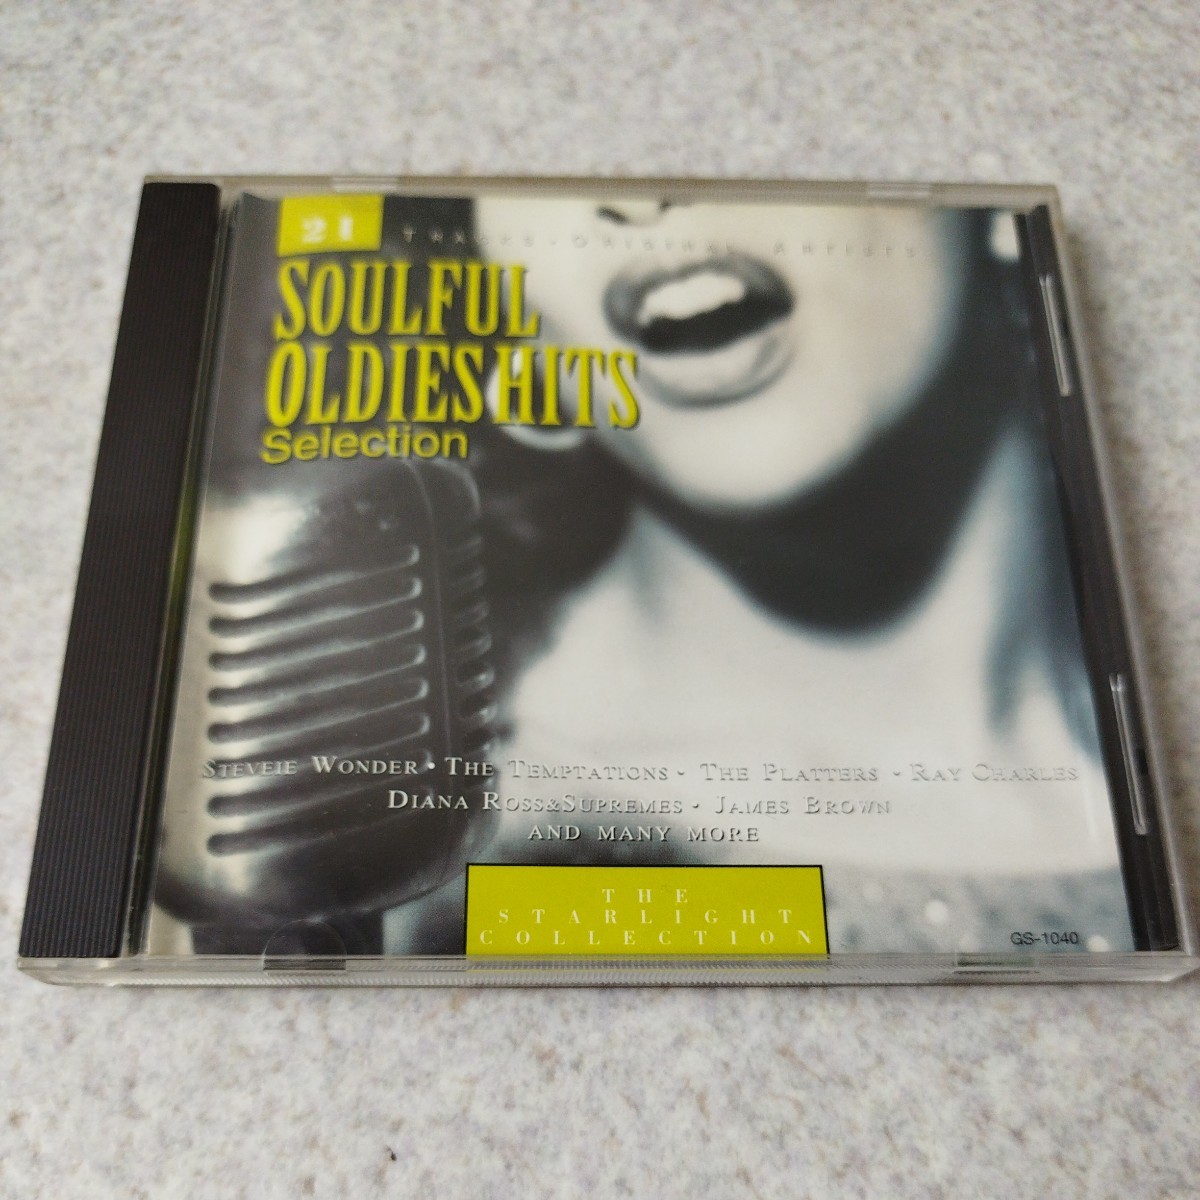 21 TRACKS · ORIGINAL ARTISTS
SOULFUL
OLDIES HITS
Selection
STEVEIE WONDER · THE TEMPTATIONS · THE PLATTERS · RAY CHARLES
DIANA ROSS&SUPREMES · JAMES BROWN
AND MANY MORE
THE
STARLIGHT
COLLECTION
GS-1040